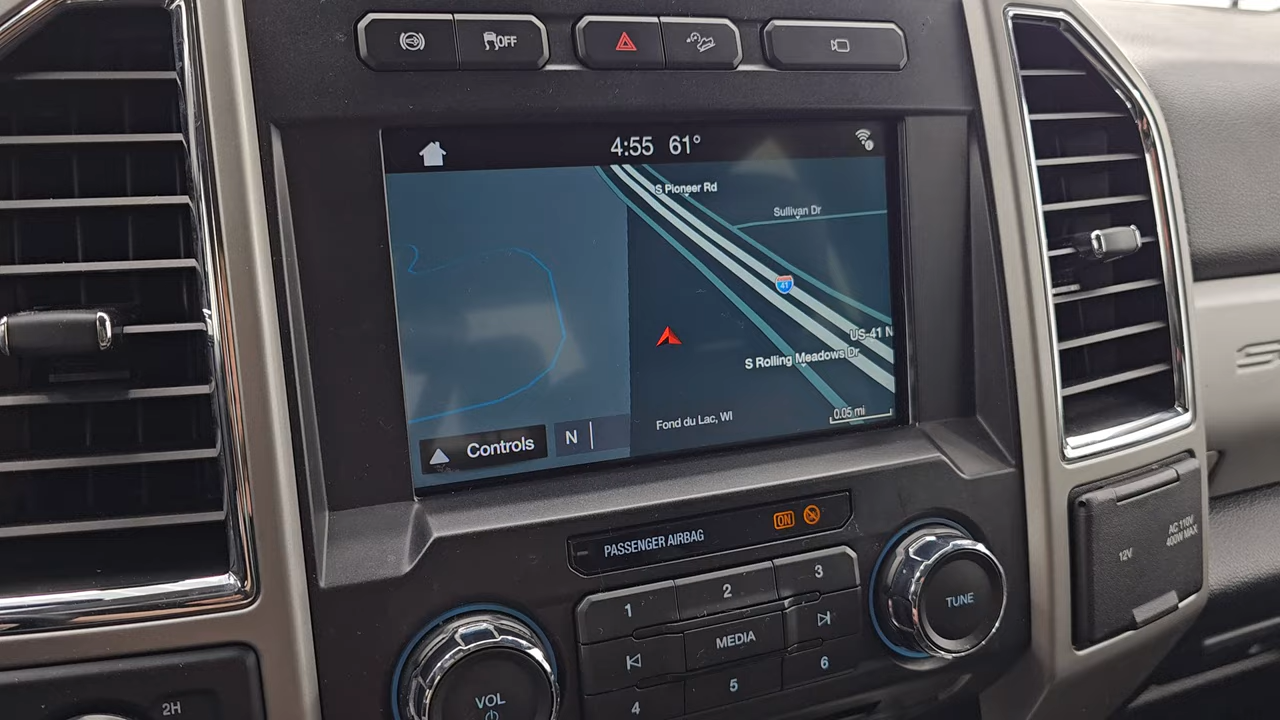 OFF
4:55 61°
S Pioneer Rd
Sullivan Dr
41
US-41 N
S Rolling Meadows Dr
0.05 mi
Fond du Lac, WI
Controls
N
PASSENGER AIRBAG
ON
1
2
3
MEDIA
4
5
6
VOL
TUNE
12V
AC 110V
400W MAX
2H